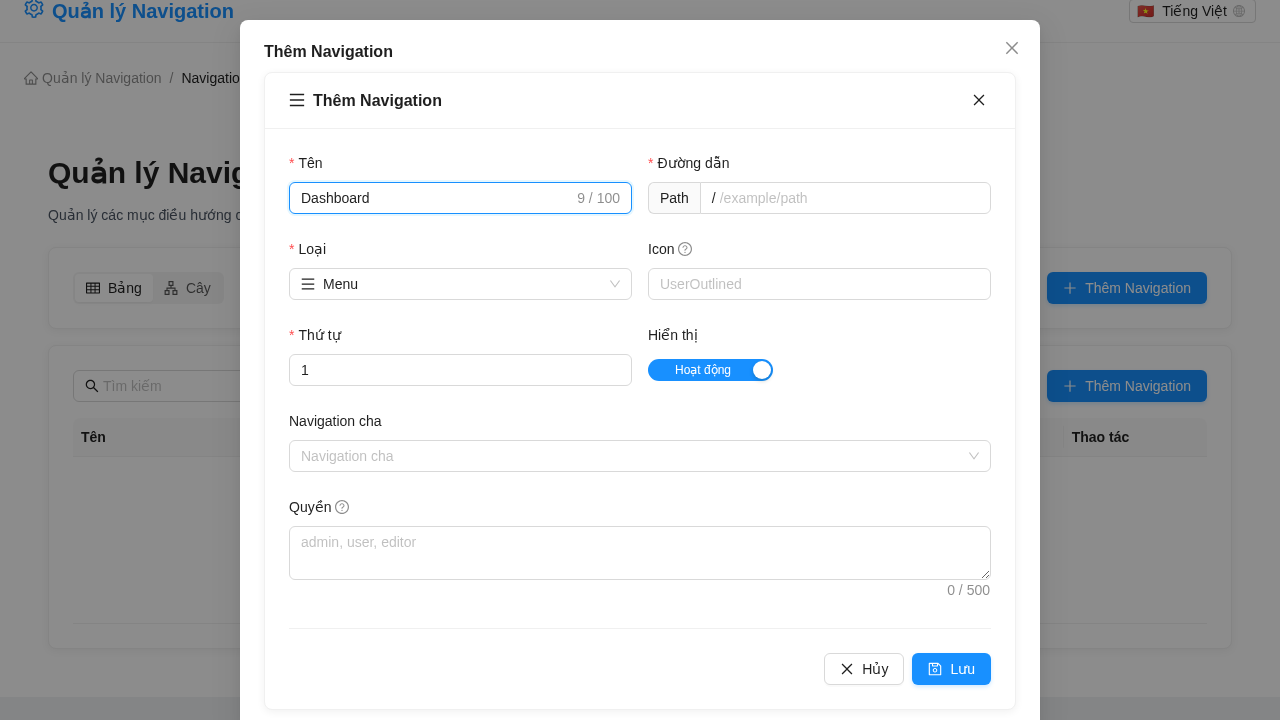 Quản lý Navigation
🇻🇳 Tiếng Việt
Thêm Navigation
Quản lý Navigation / Navigatio
Thêm Navigation
* Tên
* Đường dẫn
Dashboard 9 / 100
Path / /example/path
Quản lý Navig
Quản lý các mục điều hướng c
* Loại
Icon
Menu
UserOutlined
Bảng
Cây
Thêm Navigation
* Thứ tự
Hiển thị
1
Hoạt động
Tìm kiếm
Thêm Navigation
Navigation cha
Navigation cha
Tên
Thao tác
Quyền
admin, user, editor
0 / 500
Hủy
Lưu